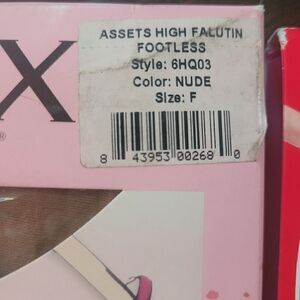 ASSETS HIGH FALUTIN
FOOTLESS
Style: 6HQ03
Color: NUDE
Size: F
8 43953 00268 0
X
®